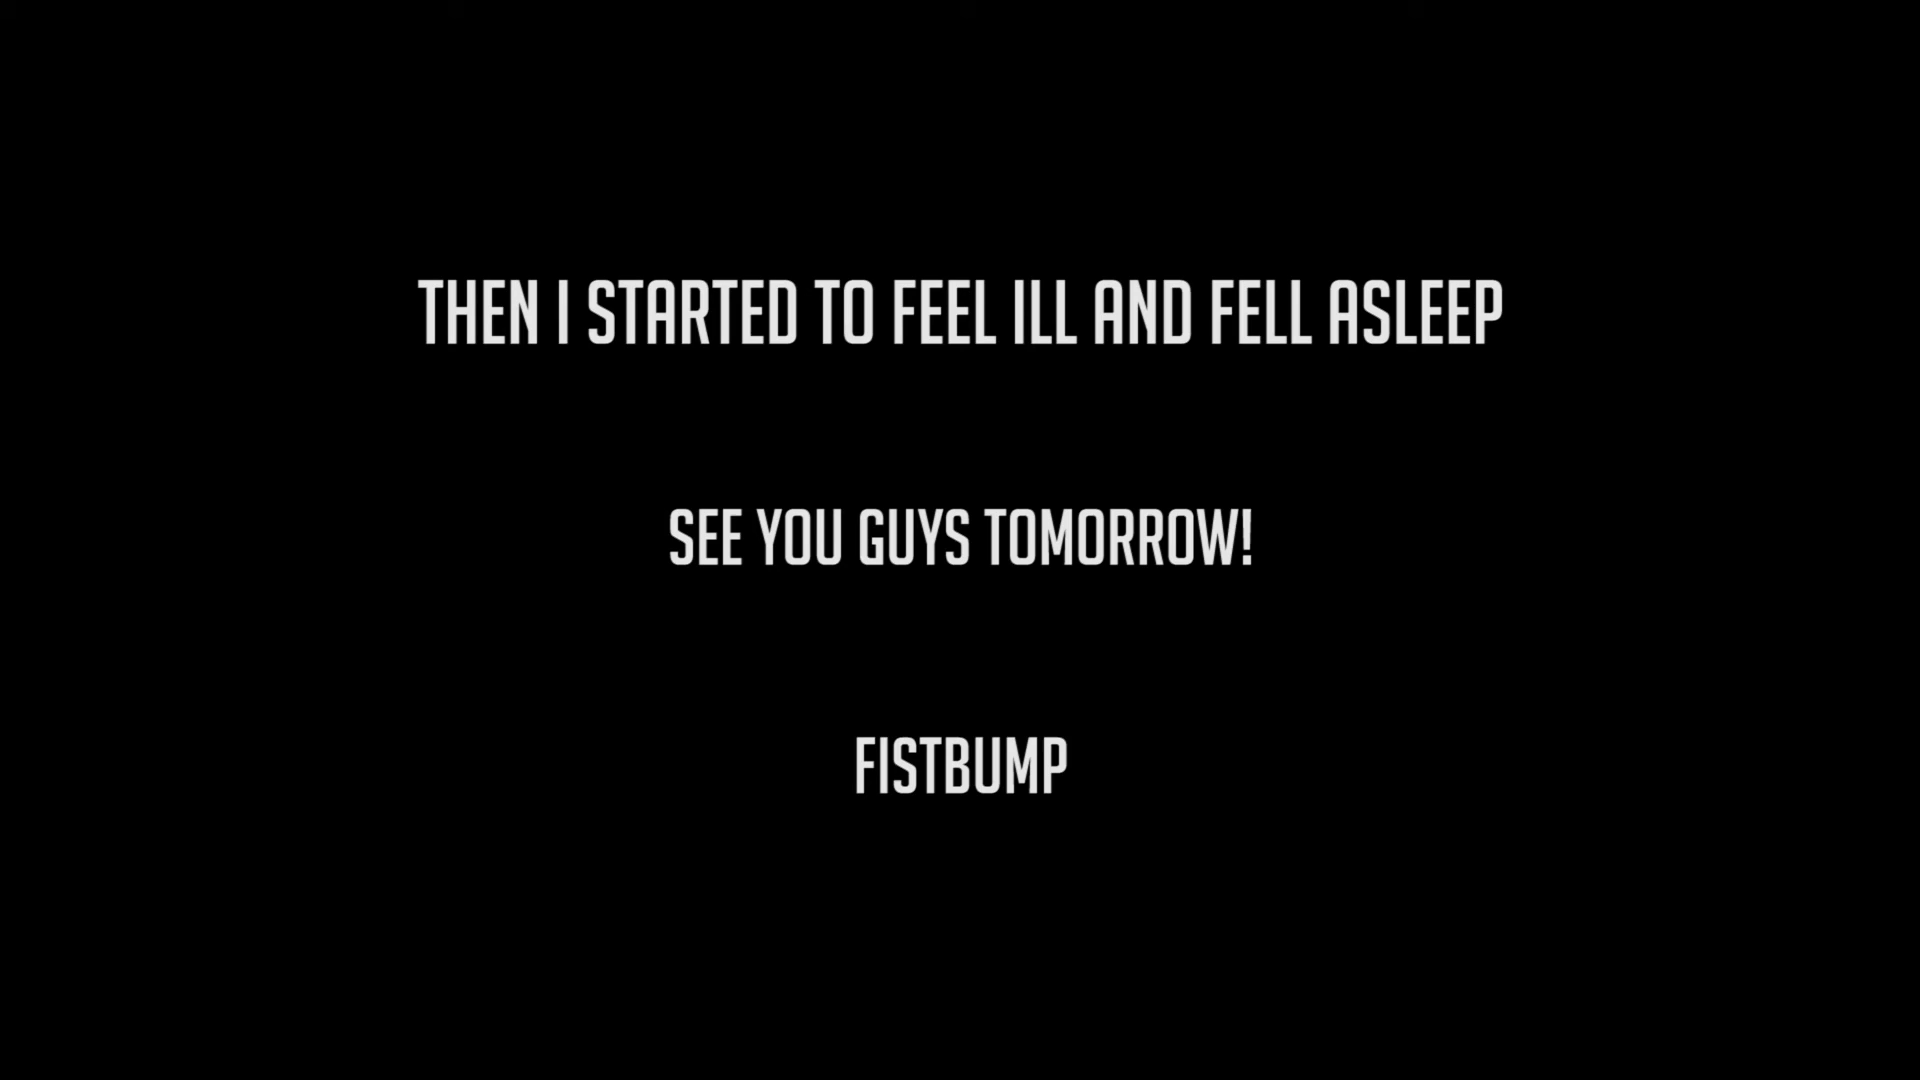 THEN I STARTED TO FEEL ILL AND FELL ASLEEP
SEE YOU GUYS TOMORROW!
FISTBUMP